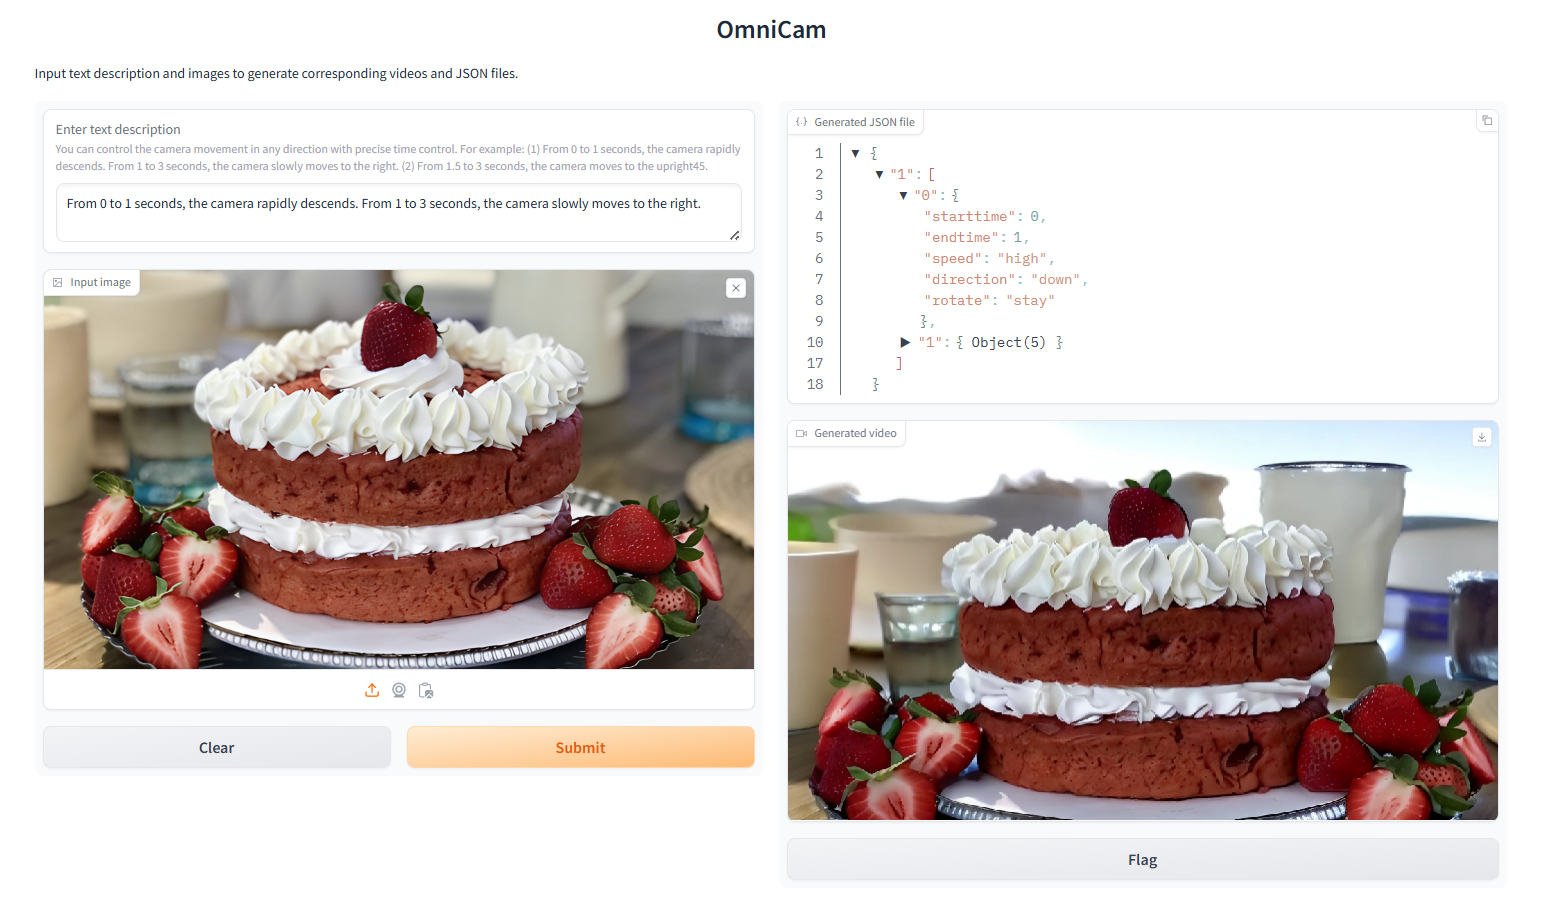 OmniCam
Input text description and images to generate corresponding videos and JSON files.
Enter text description
You can control the camera movement in any direction with precise time control. For example: (1) From 0 to 1 seconds, the camera rapidly
descends. From 1 to 3 seconds, the camera slowly moves to the right. (2) From 1.5 to 3 seconds, the camera moves to the upright45.
From 0 to 1 seconds, the camera rapidly descends. From 1 to 3 seconds, the camera slowly moves to the right.
Input image
Clear
Submit
{.} Generated JSON file
1 ▼ {
2 ▼ "1": [
3 ▼ "0": {
4 "starttime": 0,
5 "endtime": 1,
6 "speed": "high",
7 "direction": "down",
8 "rotate": "stay"
9 },
10 ▶ "1": { Object(5) }
17 ]
18 }
Generated video
Flag